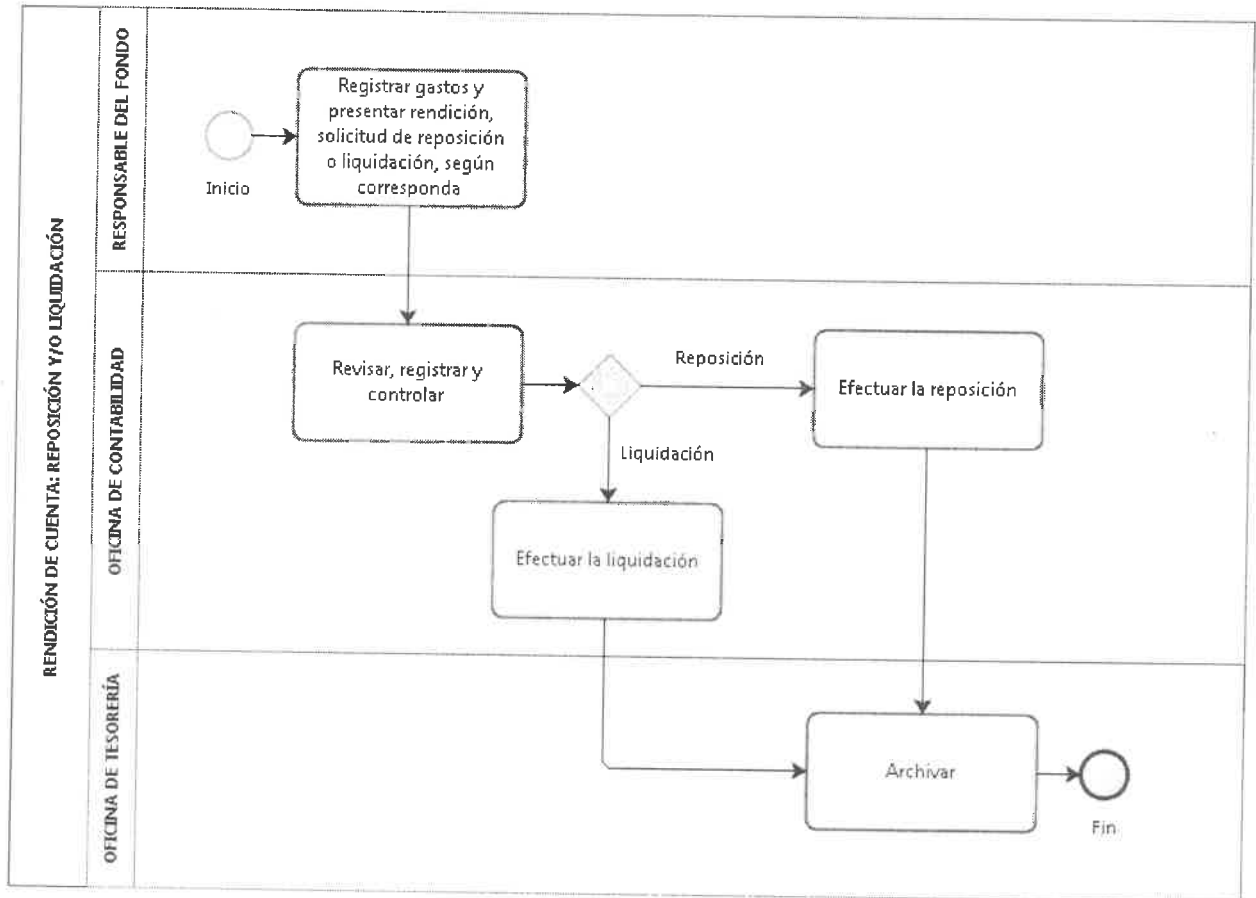 RENDICIÓN DE CUENTA: REPOSICIÓN Y/O LIQUIDACIÓN
RESPONSABLE DEL FONDO
Inicio
Registrar gastos y
presentar rendición,
solicitud de reposición
o liquidación, según
corresponda
OFICINA DE CONTABILIDAD
Revisar, registrar y
controlar
Reposición
Efectuar la reposición
Liquidación
Efectuar la liquidación
OFICINA DE TESORERÍA
Archivar
Fin